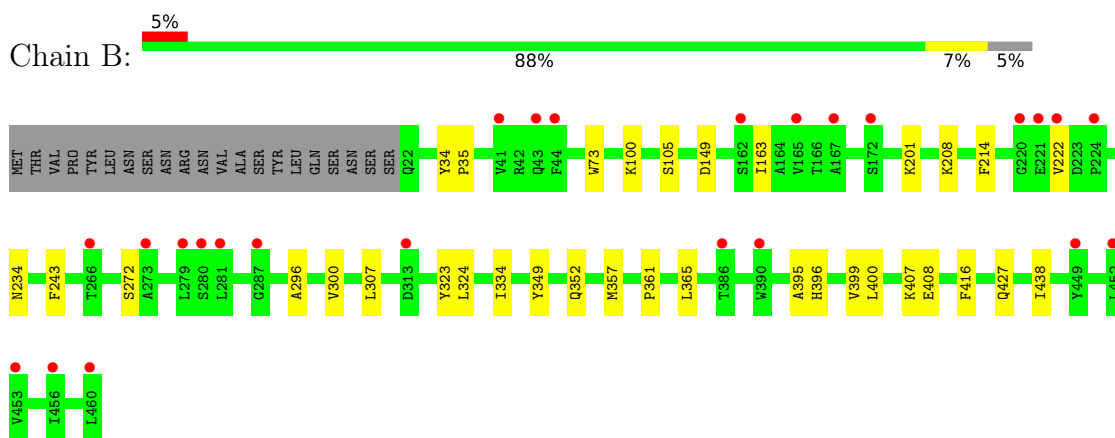 5%
Chain B:
88% 7% 5%
MET THR VAL PRO TYR LEU ASN SER ASN ARG ASN VAL ALA SER TYR LEU GLN SER ASN SER SER Q22 Y34 P35 V41 R42 Q43 F44 W73 K100 S105 D149 S162 I163 A164 V165 T166 A167 S172 K201 K208 F214 G220 E221 V222 D223 P224
N234 F243 T266 S272 A273 L279 S280 L281 G287 A296 V300 L307 D313 Y323 L324 I334 Y349 Q352 M357 P361 L365 T386 W390 A395 H396 V399 L400 K407 E408 F416 Q427 I438 Y449
V453 I456 L460